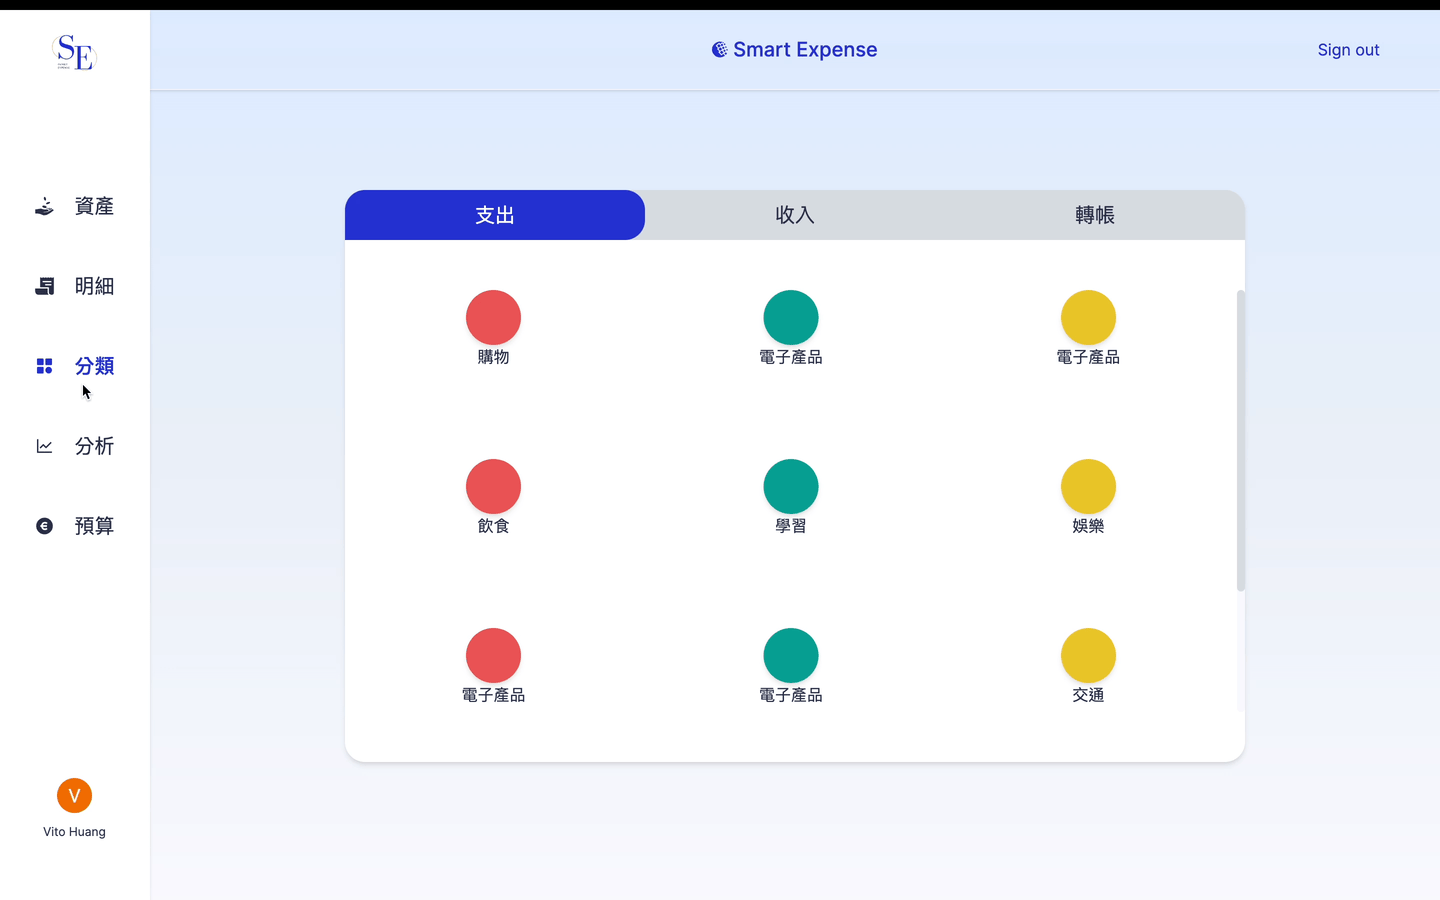 SE
Smart Expense
Sign out
資產
明細
分類
分析
預算
V
Vito Huang
支出
收入
轉帳
購物
電子產品
電子產品
飲食
學習
娛樂
電子產品
電子產品
交通